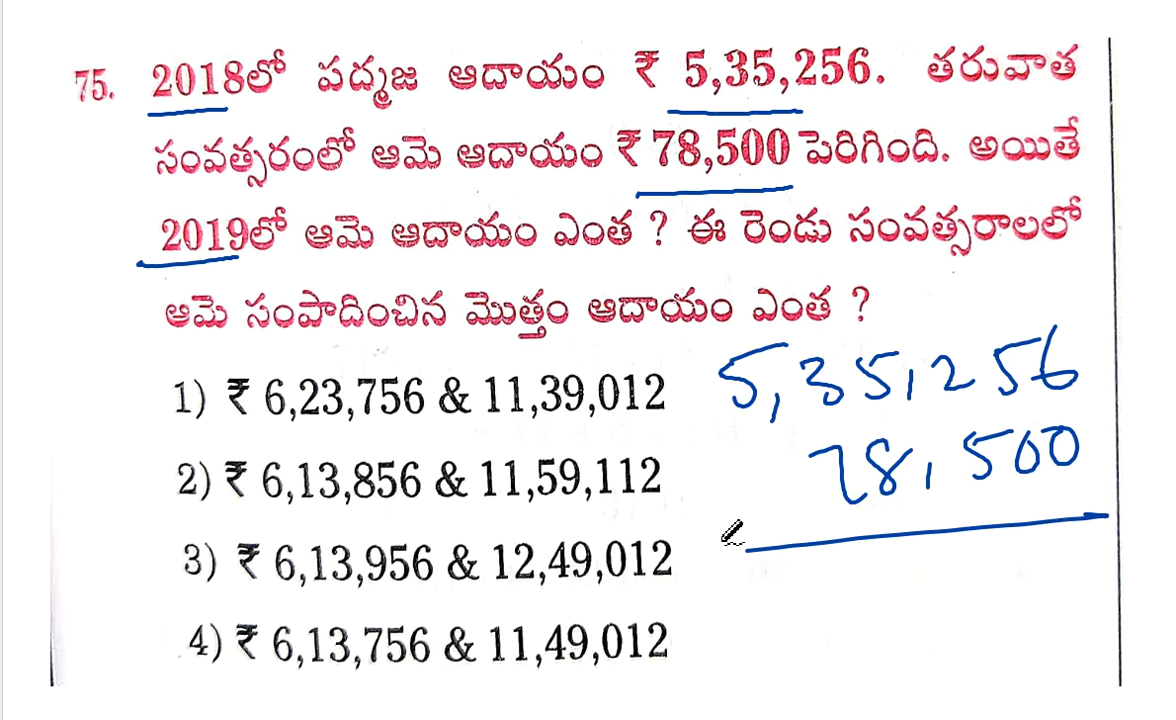 75. 2018లో పద్మజ ఆదాయం ₹ 5,35,256. తరువాత
సంవత్సరంలో ఆమె ఆదాయం ₹ 78,500 పెరిగింది. అయితే
2019లో ఆమె ఆదాయం ఎంత ? ఈ రెండు సంవత్సరాలలో
ఆమె సంపాదించిన మొత్తం ఆదాయం ఎంత ?
1) ₹ 6,23,756 & 11,39,012
2) ₹ 6,13,856 & 11,59,112
3) ₹ 6,13,956 & 12,49,012
4) ₹ 6,13,756 & 11,49,012
5,35,256
78,500